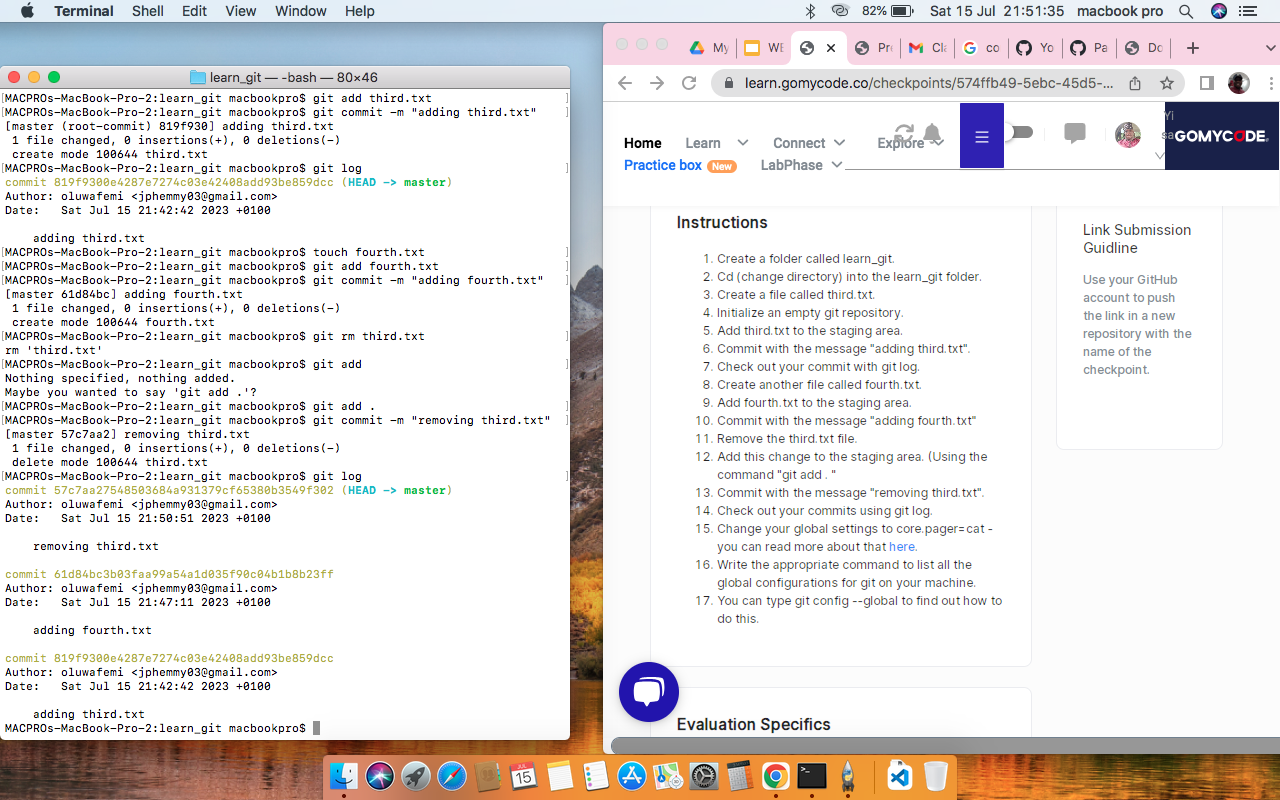 Terminal Shell Edit View Window Help 82% Sat 15 Jul 21:51:35 macbook pro
learn_git — -bash — 80×46
[MACPROs-MacBook-Pro-2:learn_git macbookpro$ git add third.txt ]
[MACPROs-MacBook-Pro-2:learn_git macbookpro$ git commit -m "adding third.txt" ]
[master (root-commit) 819f930] adding third.txt
1 file changed, 0 insertions(+), 0 deletions(-)
create mode 100644 third.txt
[MACPROs-MacBook-Pro-2:learn_git macbookpro$ git log ]
commit 819f9300e4287e7274c03e42408add93be859dcc (HEAD -> master)
Author: oluwafemi <jphemmy03@gmail.com>
Date: Sat Jul 15 21:42:42 2023 +0100
adding third.txt
[MACPROs-MacBook-Pro-2:learn_git macbookpro$ touch fourth.txt ]
[MACPROs-MacBook-Pro-2:learn_git macbookpro$ git add fourth.txt ]
[MACPROs-MacBook-Pro-2:learn_git macbookpro$ git commit -m "adding fourth.txt" ]
[master 61d84bc] adding fourth.txt
1 file changed, 0 insertions(+), 0 deletions(-)
create mode 100644 fourth.txt
[MACPROs-MacBook-Pro-2:learn_git macbookpro$ git rm third.txt ]
rm 'third.txt'
[MACPROs-MacBook-Pro-2:learn_git macbookpro$ git add ]
Nothing specified, nothing added.
Maybe you wanted to say 'git add .'?
[MACPROs-MacBook-Pro-2:learn_git macbookpro$ git add . ]
[MACPROs-MacBook-Pro-2:learn_git macbookpro$ git commit -m "removing third.txt" ]
[master 57c7aa2] removing third.txt
1 file changed, 0 insertions(+), 0 deletions(-)
delete mode 100644 third.txt
[MACPROs-MacBook-Pro-2:learn_git macbookpro$ git log ]
commit 57c7aa27548503684a931379cf65380b3549f302 (HEAD -> master)
Author: oluwafemi <jphemmy03@gmail.com>
Date: Sat Jul 15 21:50:51 2023 +0100
removing third.txt
commit 61d84bc3b03faa99a54a1d035f90c04b1b8b23ff
Author: oluwafemi <jphemmy03@gmail.com>
Date: Sat Jul 15 21:47:11 2023 +0100
adding fourth.txt
commit 819f9300e4287e7274c03e42408add93be859dcc
Author: oluwafemi <jphemmy03@gmail.com>
Date: Sat Jul 15 21:42:42 2023 +0100
adding third.txt
MACPROs-MacBook-Pro-2:learn_git macbookpro$
My WE Pr Cl co Yo Pa Do
learn.gomycode.co/checkpoints/574ffb49-5ebc-45d5-...
Home Learn Connect Explore
Practice box New LabPhase
Yi
sa
GOMYCODE
Instructions
1. Create a folder called learn_git.
2. Cd (change directory) into the learn_git folder.
3. Create a file called third.txt.
4. Initialize an empty git repository.
5. Add third.txt to the staging area.
6. Commit with the message "adding third.txt".
7. Check out your commit with git log.
8. Create another file called fourth.txt.
9. Add fourth.txt to the staging area.
10. Commit with the message "adding fourth.txt"
11. Remove the third.txt file.
12. Add this change to the staging area. (Using the
command "git add . "
13. Commit with the message "removing third.txt".
14. Check out your commits using git log.
15. Change your global settings to core.pager=cat -
you can read more about that here.
16. Write the appropriate command to list all the
global configurations for git on your machine.
17. You can type git config --global to find out how to
do this.
Link Submission
Guidline
Use your GitHub
account to push
the link in a new
repository with the
name of the
checkpoint.
Evaluation Specifics
JUL
15